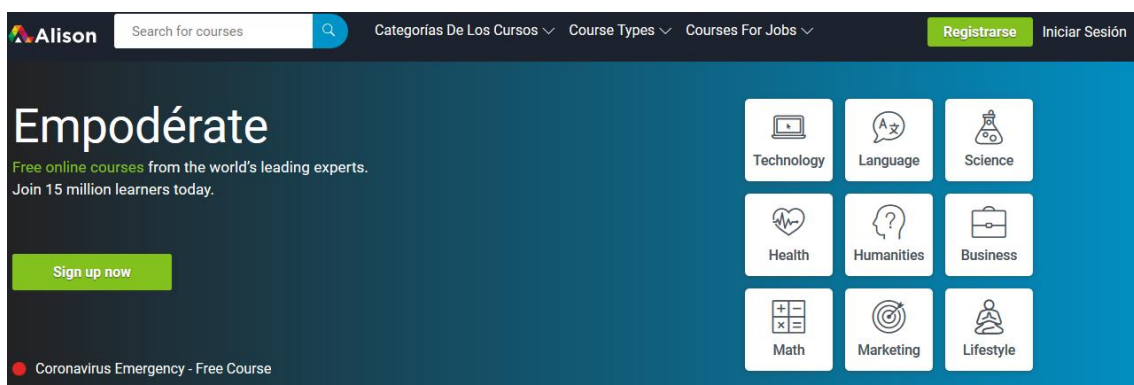 Alison
Search for courses
Categorías De Los Cursos
Course Types
Courses For Jobs
Registrarse
Iniciar Sesión
Empodérate
Free online courses from the world's leading experts.
Join 15 million learners today.
Sign up now
Coronavirus Emergency - Free Course
Technology
Language
Science
Health
Humanities
Business
Math
Marketing
Lifestyle